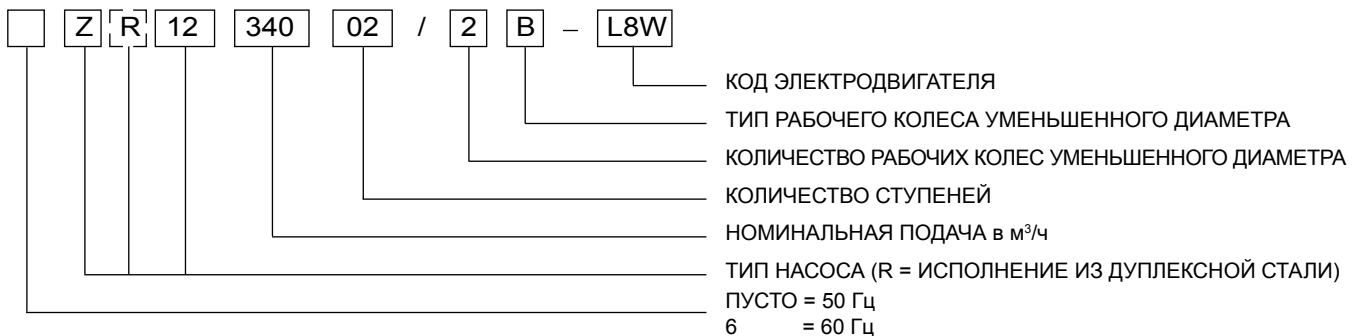 Z R 12 340 02 / 2 B – L8W
КОД ЭЛЕКТРОДВИГАТЕЛЯ
ТИП РАБОЧЕГО КОЛЕСА УМЕНЬШЕННОГО ДИАМЕТРА
КОЛИЧЕСТВО РАБОЧИХ КОЛЕС УМЕНЬШЕННОГО ДИАМЕТРА
КОЛИЧЕСТВО СТУПЕНЕЙ
НОМИНАЛЬНАЯ ПОДАЧА в м³/ч
ТИП НАСОСА (R = ИСПОЛНЕНИЕ ИЗ ДУПЛЕКСНОЙ СТАЛИ)
ПУСТО = 50 Гц
6 = 60 Гц